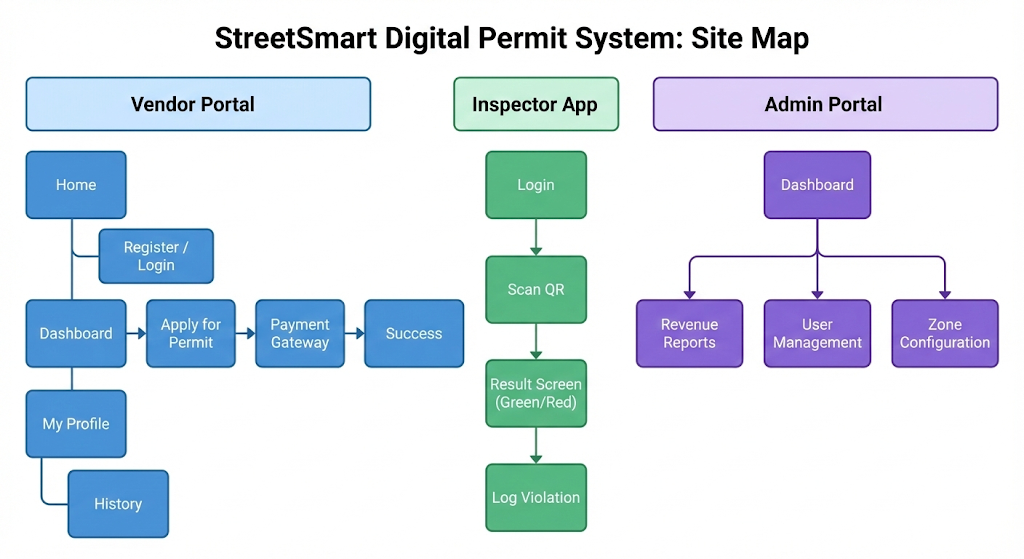 StreetSmart Digital Permit System: Site Map
Vendor Portal
Home
Register /
Login
Dashboard
Apply for
Permit
Payment
Gateway
Success
My Profile
History
Inspector App
Login
Scan QR
Result Screen
(Green/Red)
Log Violation
Admin Portal
Dashboard
Revenue
Reports
User
Management
Zone
Configuration